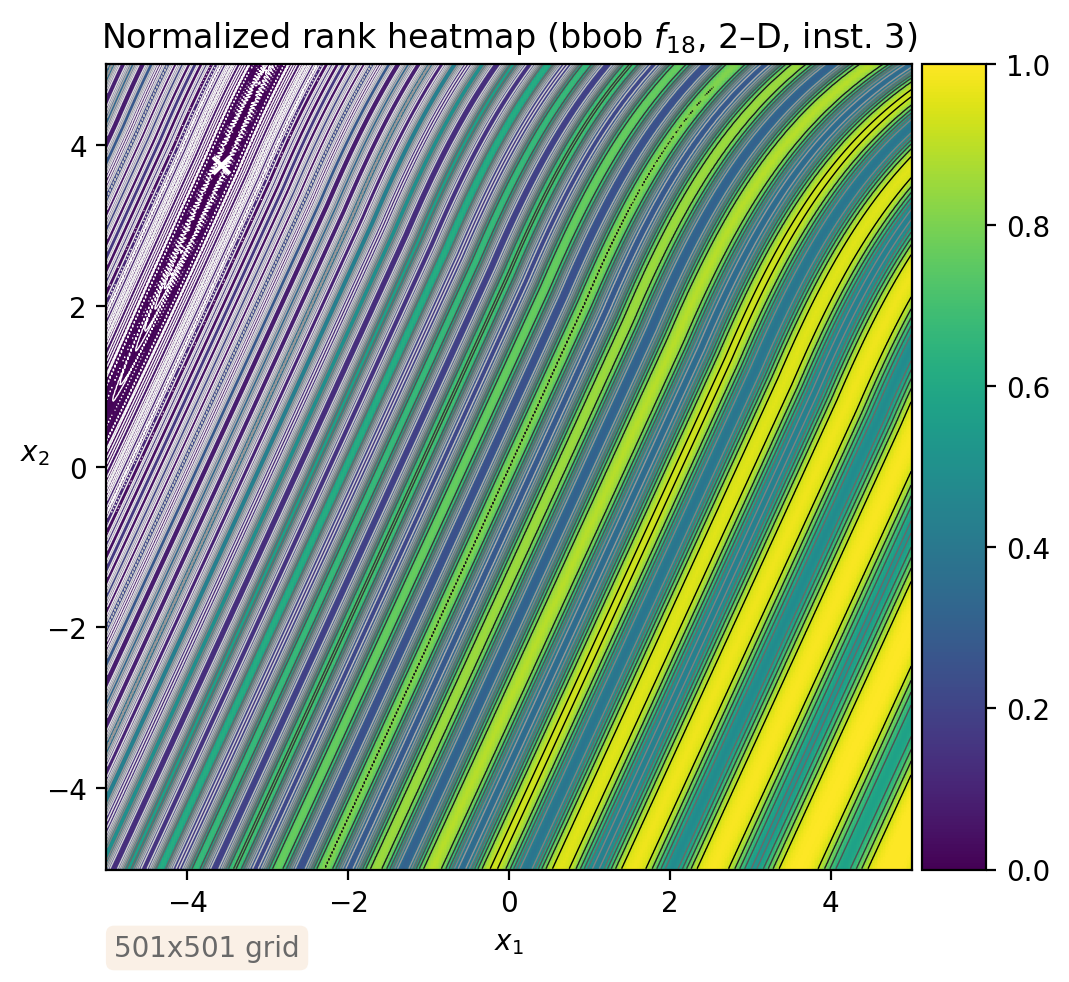 Normalized rank heatmap (bbob f₁₈, 2–D, inst. 3)
1.0
0.8
0.6
0.4
0.2
0.0
4
2
0
−2
−4
x₂
−4 −2 0 2 4
x₁
501x501 grid